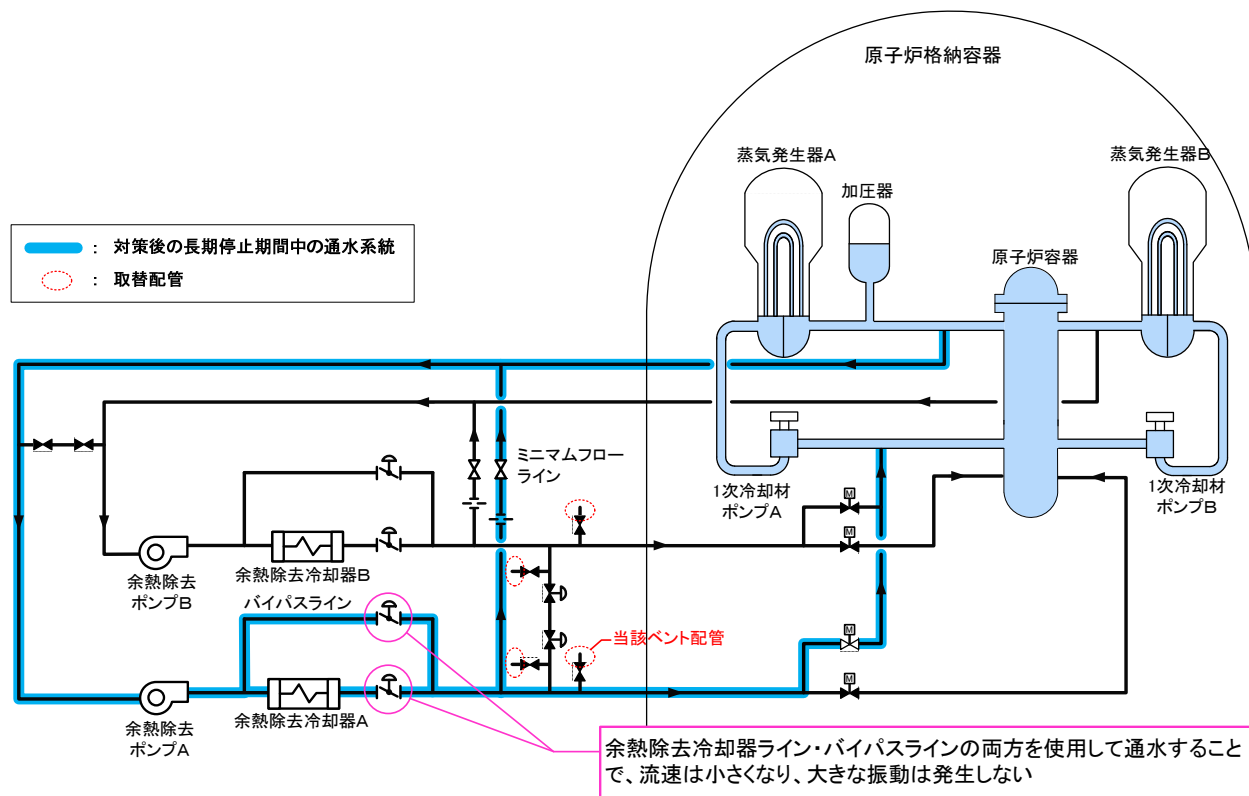 原子炉格納容器
蒸気発生器A
加圧器
蒸気発生器B
原子炉容器
: 対策後の長期停止期間中の通水系統
: 取替配管
ミニマムフロー
ライン
1次冷却材
ポンプA
1次冷却材
ポンプB
M
M
余熱除去
ポンプB
余熱除去冷却器B
バイパスライン
当該ベント配管
M
M
余熱除去
ポンプA
余熱除去冷却器A
余熱除去冷却器ライン・バイパスラインの両方を使用して通水すること
で、流速は小さくなり、大きな振動は発生しない